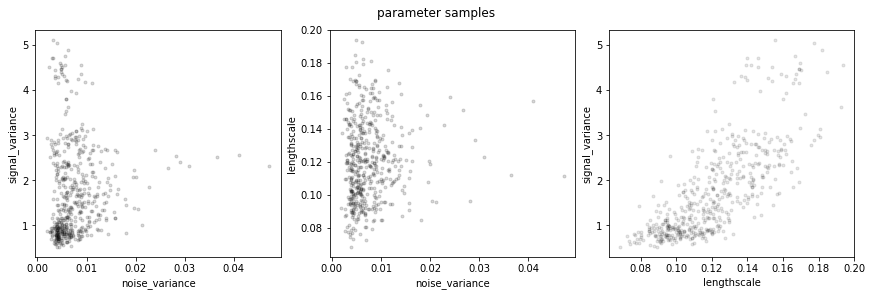 parameter samples
signal_variance
5
4
3
2
1
0.00 0.01 0.02 0.03 0.04
noise_variance
lengthscale
0.20
0.18
0.16
0.14
0.12
0.10
0.08
0.00 0.01 0.02 0.03 0.04
noise_variance
signal_variance
5
4
3
2
1
0.08 0.10 0.12 0.14 0.16 0.18 0.20
lengthscale